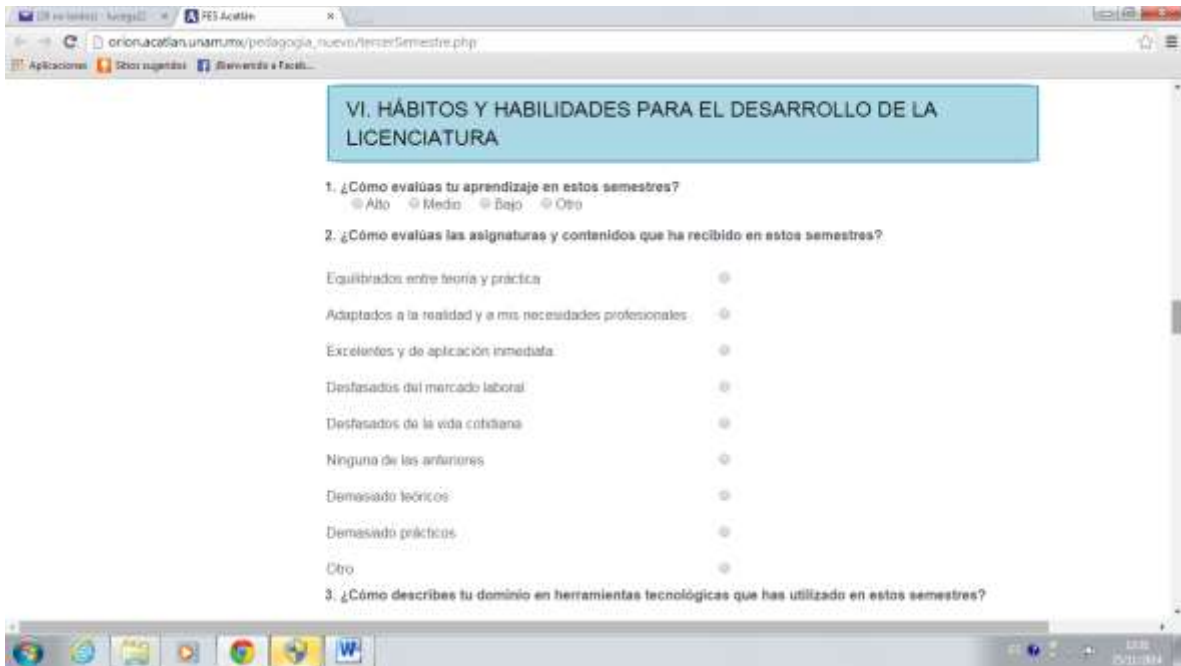 FES Acatlán
orion.acatlan.unam.mx/pedagogia_nuevo/tercerSemestre.php
Aplicaciones Sitios sugeridos ¡Bienvenido a Faceb...
VI. HÁBITOS Y HABILIDADES PARA EL DESARROLLO DE LA
LICENCIATURA
1. ¿Cómo evalúas tu aprendizaje en estos semestres?
Alto Medio Bajo Otro
2. ¿Cómo evalúas las asignaturas y contenidos que ha recibido en estos semestres?
Equilibrados entre teoría y práctica
Adaptados a la realidad y a mis necesidades profesionales
Excelentes y de aplicación inmediata
Desfasados del mercado laboral
Desfasados de la vida cotidiana
Ninguna de las anteriores
Demasiado teóricos
Demasiado prácticos
Otro
3. ¿Cómo describes tu dominio en herramientas tecnológicas que has utilizado en estos semestres?
ES